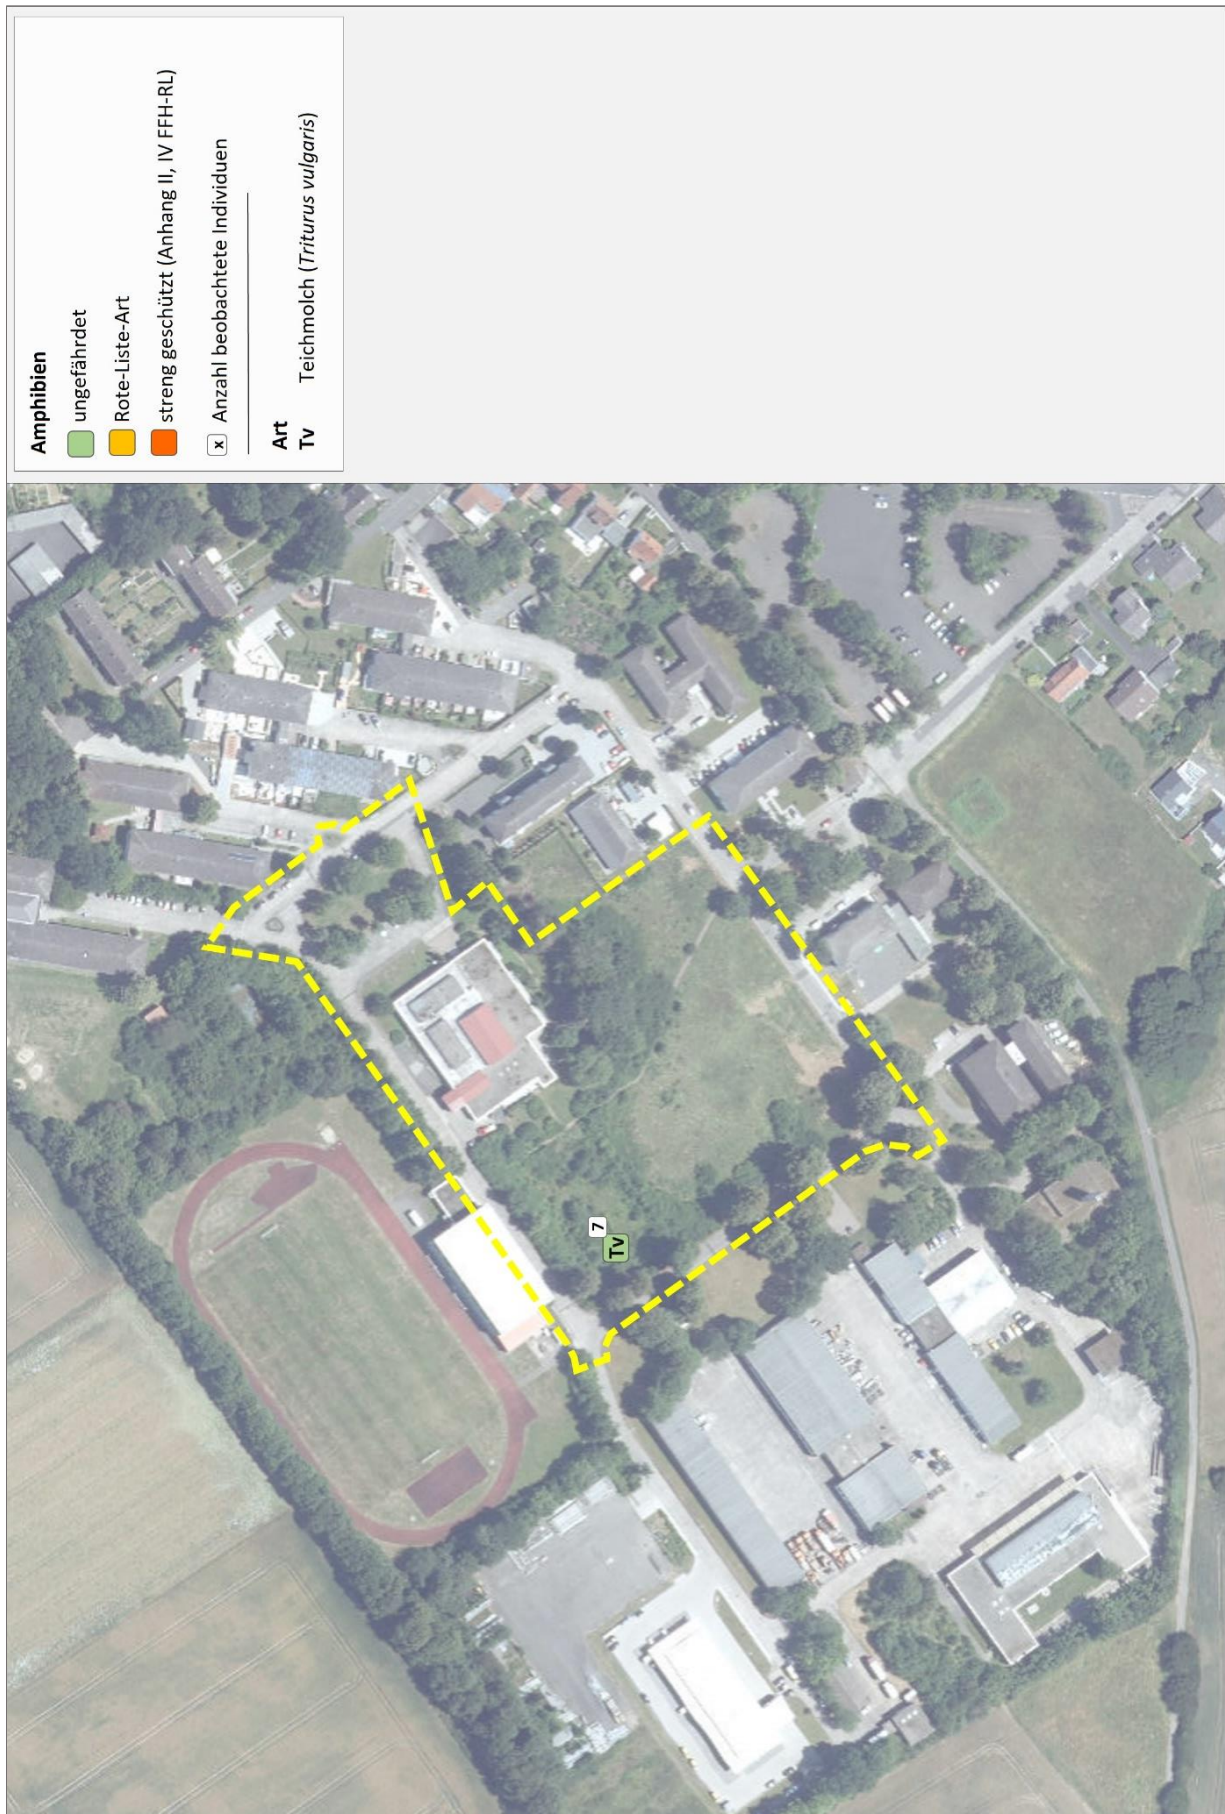 Amphibien
ungefährdet
Rote-Liste-Art
streng geschützt (Anhang II, IV FFH-RL)
x Anzahl beobachtete Individuen
Art
Tv Teichmolch (Triturus vulgaris)
7
Tv